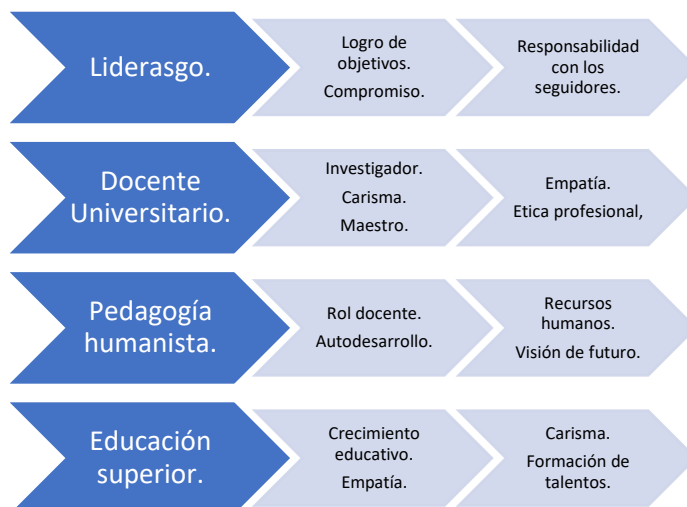 Liderasgo.
Logro de
objetivos.
Compromiso.
Responsabilidad
con los
seguidores.
Docente
Universitario.
Investigador.
Carisma.
Maestro.
Empatía.
Etica profesional,
Pedagogía
humanista.
Rol docente.
Autodesarrollo.
Recursos
humanos.
Visión de futuro.
Educación
superior.
Crecimiento
educativo.
Empatía.
Carisma.
Formación de
talentos.